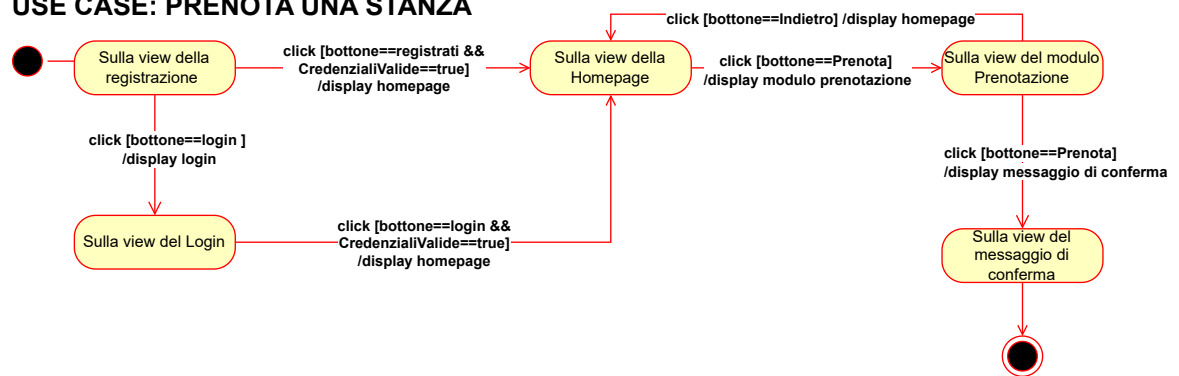 USE CASE: PRENOTA UNA STANZA
click [bottone==Indietro] /display homepage
Sulla view della
registrazione
click [bottone==registrati &&
CredenzialiValide==true]
/display homepage
Sulla view della
Homepage
click [bottone==Prenota]
/display modulo prenotazione
Sulla view del modulo
Prenotazione
click [bottone==login ]
/display login
click [bottone==Prenota]
/display messaggio di conferma
Sulla view del Login
click [bottone==login &&
CredenzialiValide==true]
/display homepage
Sulla view del
messaggio di
conferma